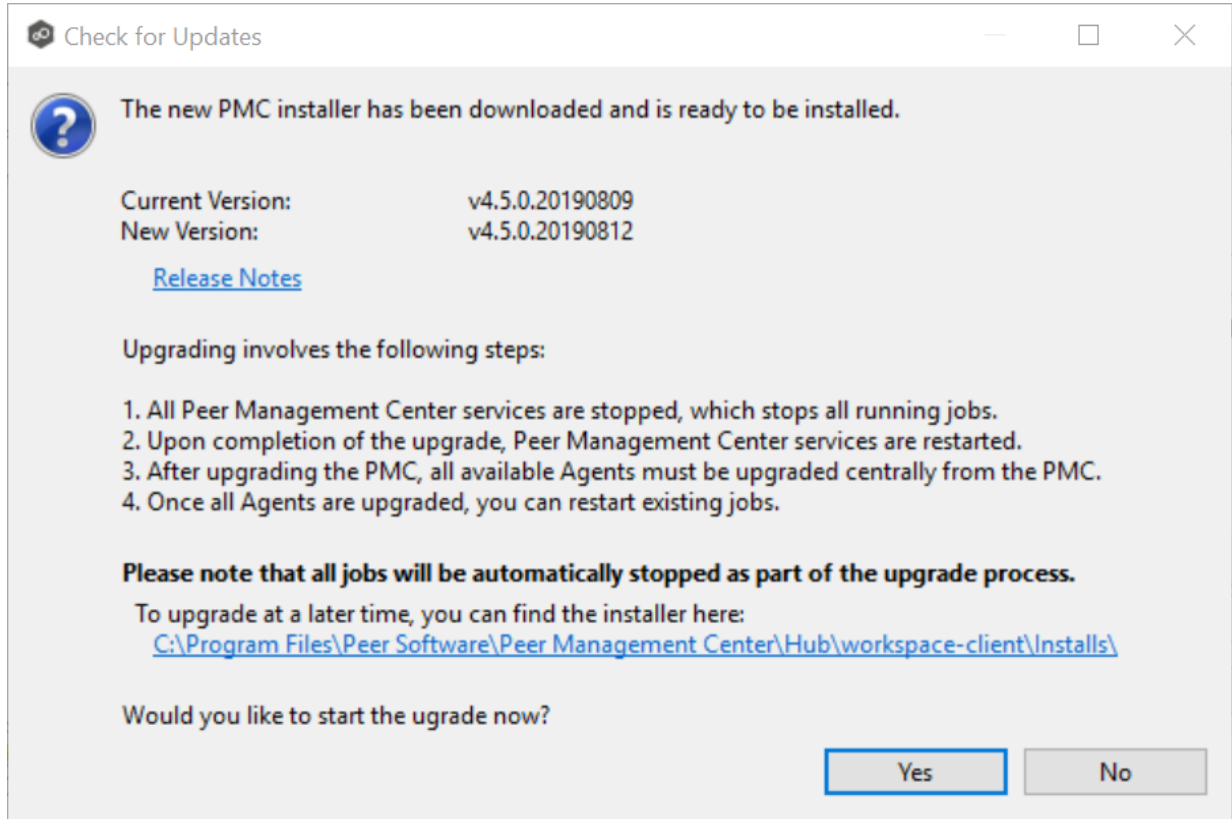 Check for Updates
The new PMC installer has been downloaded and is ready to be installed.
Current Version: v4.5.0.20190809
New Version: v4.5.0.20190812
Release Notes
Upgrading involves the following steps:
1. All Peer Management Center services are stopped, which stops all running jobs.
2. Upon completion of the upgrade, Peer Management Center services are restarted.
3. After upgrading the PMC, all available Agents must be upgraded centrally from the PMC.
4. Once all Agents are upgraded, you can restart existing jobs.
Please note that all jobs will be automatically stopped as part of the upgrade process.
To upgrade at a later time, you can find the installer here:
C:\Program Files\Peer Software\Peer Management Center\Hub\workspace-client\Installs\
Would you like to start the ugrade now?
Yes No